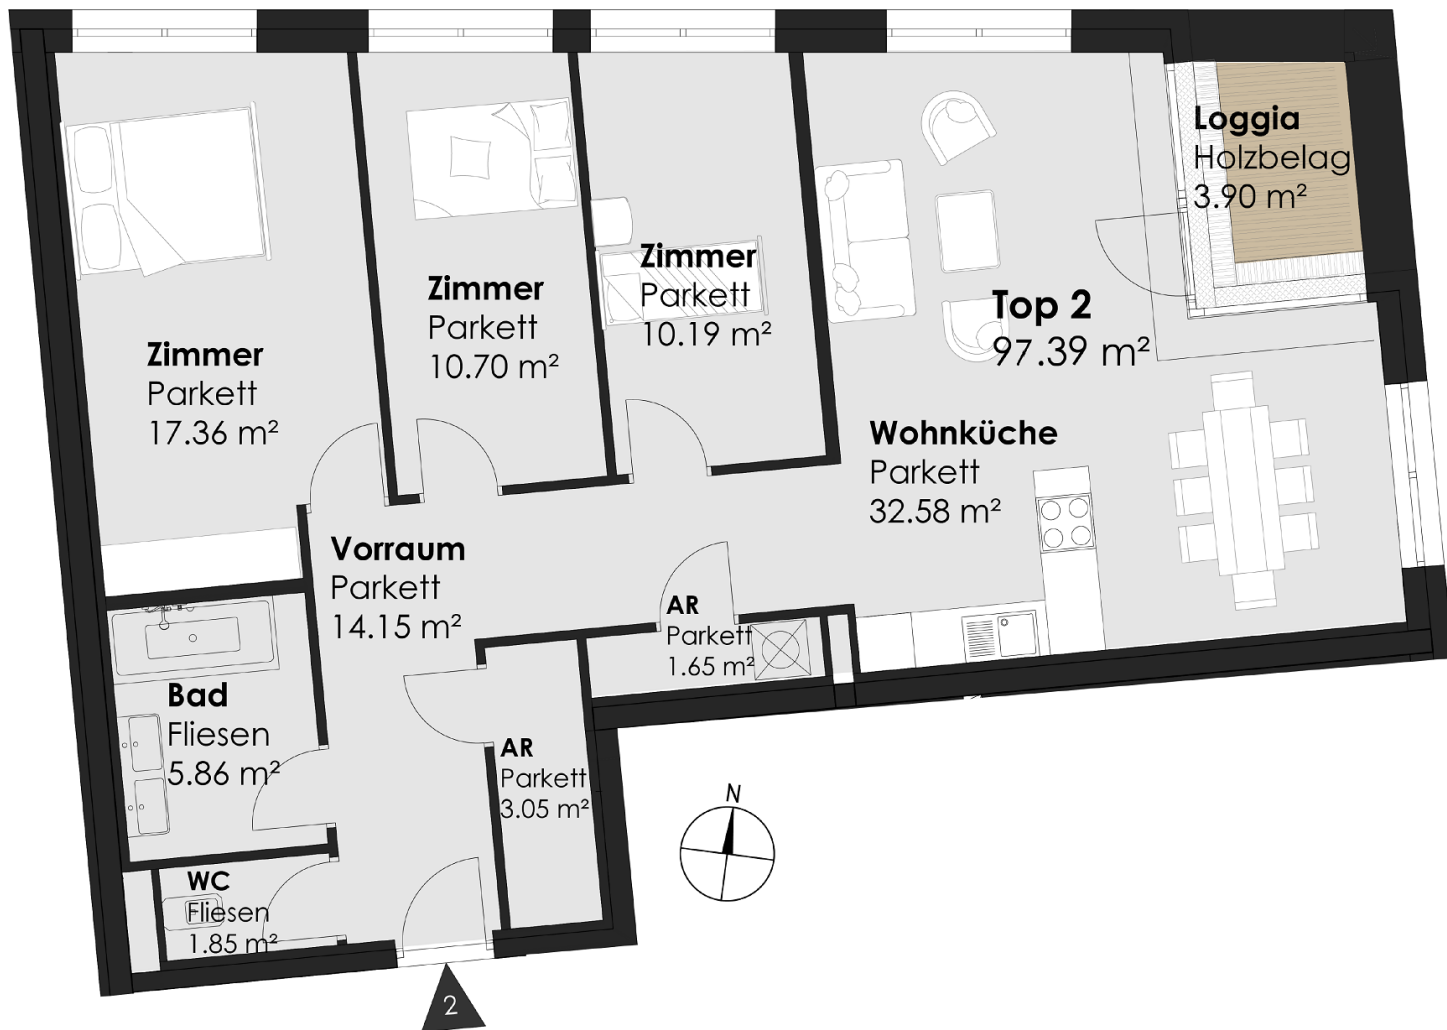 Loggia
Holzbelag
3.90 m²
Zimmer
Parkett
10.19 m²
Zimmer
Parkett
10.70 m²
Top 2
97.39 m²
Zimmer
Parkett
17.36 m²
Wohnküche
Parkett
32.58 m²
Vorraum
Parkett
14.15 m²
AR
Parkett
1.65 m²
Bad
Fliesen
5.86 m²
AR
Parkett
3.05 m²
N
WC
Fliesen
1.85 m²
2